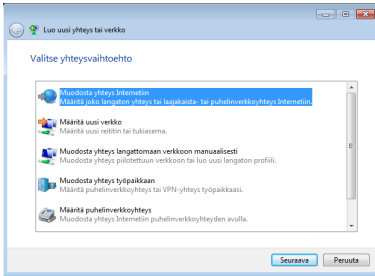 Luo uusi yhteys tai verkko
Valitse yhteysvaihtoehto
Muodosta yhteys Internetiin
Määritä joko langaton yhteys tai laajakaista- tai puhelinverkkoyhteys Internetiin.
Määritä uusi verkko
Määritä uusi reititin tai tukiasema.
Muodosta yhteys langattomaan verkkoon manuaalisesti
Muodosta yhteys piilotettuun verkkoon tai luo uusi langaton profiili.
Muodosta yhteys työpaikkaan
Määritä puhelinverkkoyhteys tai VPN-yhteys työpaikkaasi.
Määritä puhelinverkkoyhteys
Muodosta yhteys Internetiin puhelinverkkoyhteyden avulla.
Seuraava
Peruuta